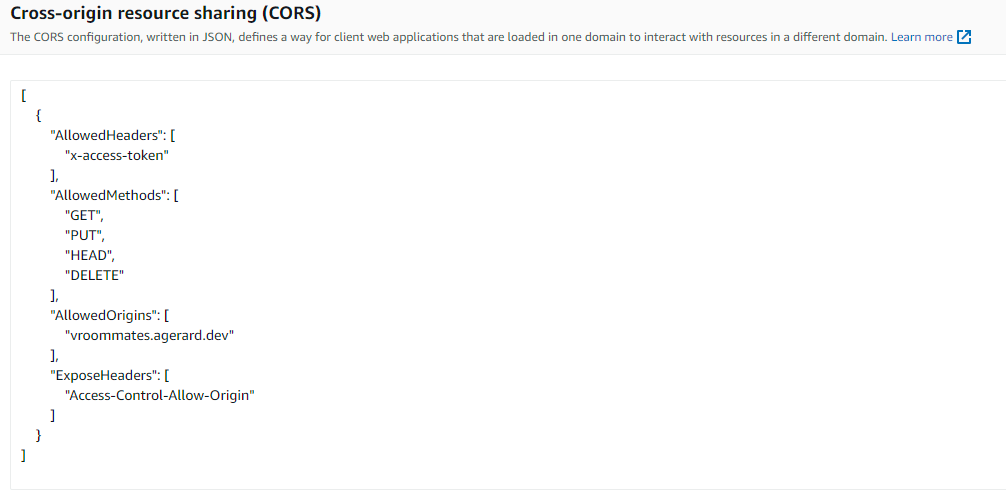 Cross-origin resource sharing (CORS)
The CORS configuration, written in JSON, defines a way for client web applications that are loaded in one domain to interact with resources in a different domain. Learn more
[
{
"AllowedHeaders": [
"x-access-token"
],
"AllowedMethods": [
"GET",
"PUT",
"HEAD",
"DELETE"
],
"AllowedOrigins": [
"vroommates.agerard.dev"
],
"ExposeHeaders": [
"Access-Control-Allow-Origin"
]
}
]